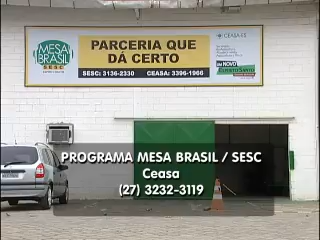 MESA
BRASIL
SESC
PARCERIA QUE
DÁ CERTO
SESC: 3136-2330 CEASA: 3396-1966
CEASA-ES
PROGRAMA MESA BRASIL / SESC
Ceasa
(27) 3232-3119